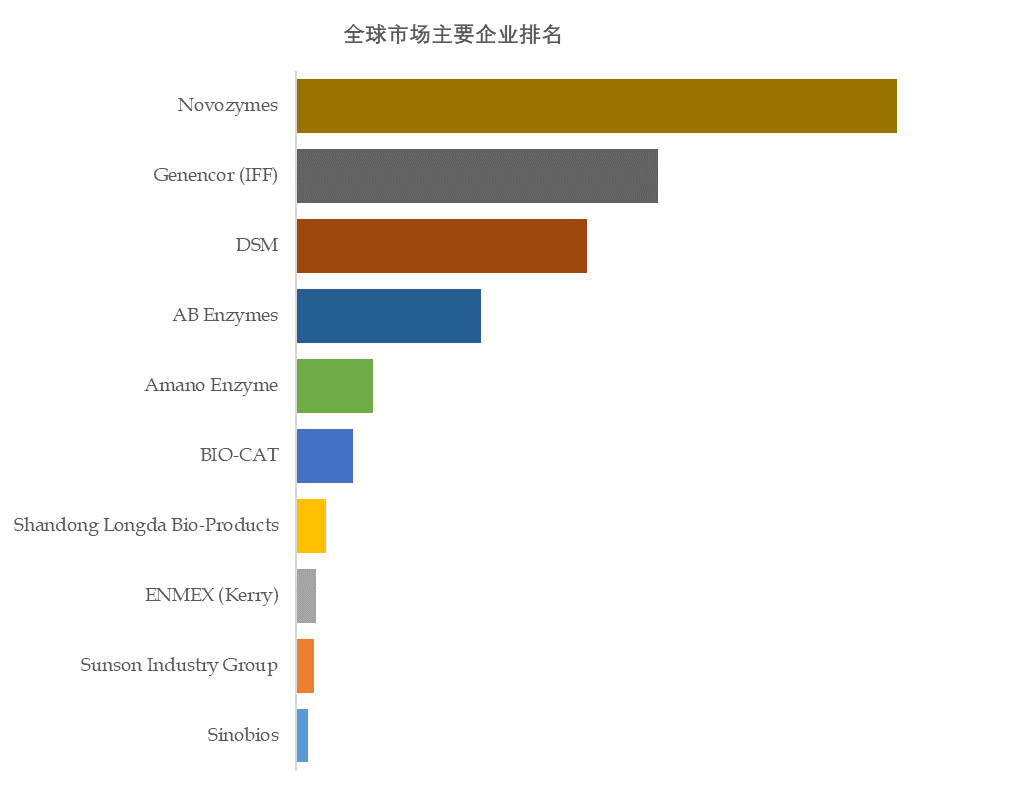 全球市场主要企业排名
Novozymes
Genencor (IFF)
DSM
AB Enzymes
Amano Enzyme
BIO-CAT
Shandong Longda Bio-Products
ENMEX (Kerry)
Sunson Industry Group
Sinobios